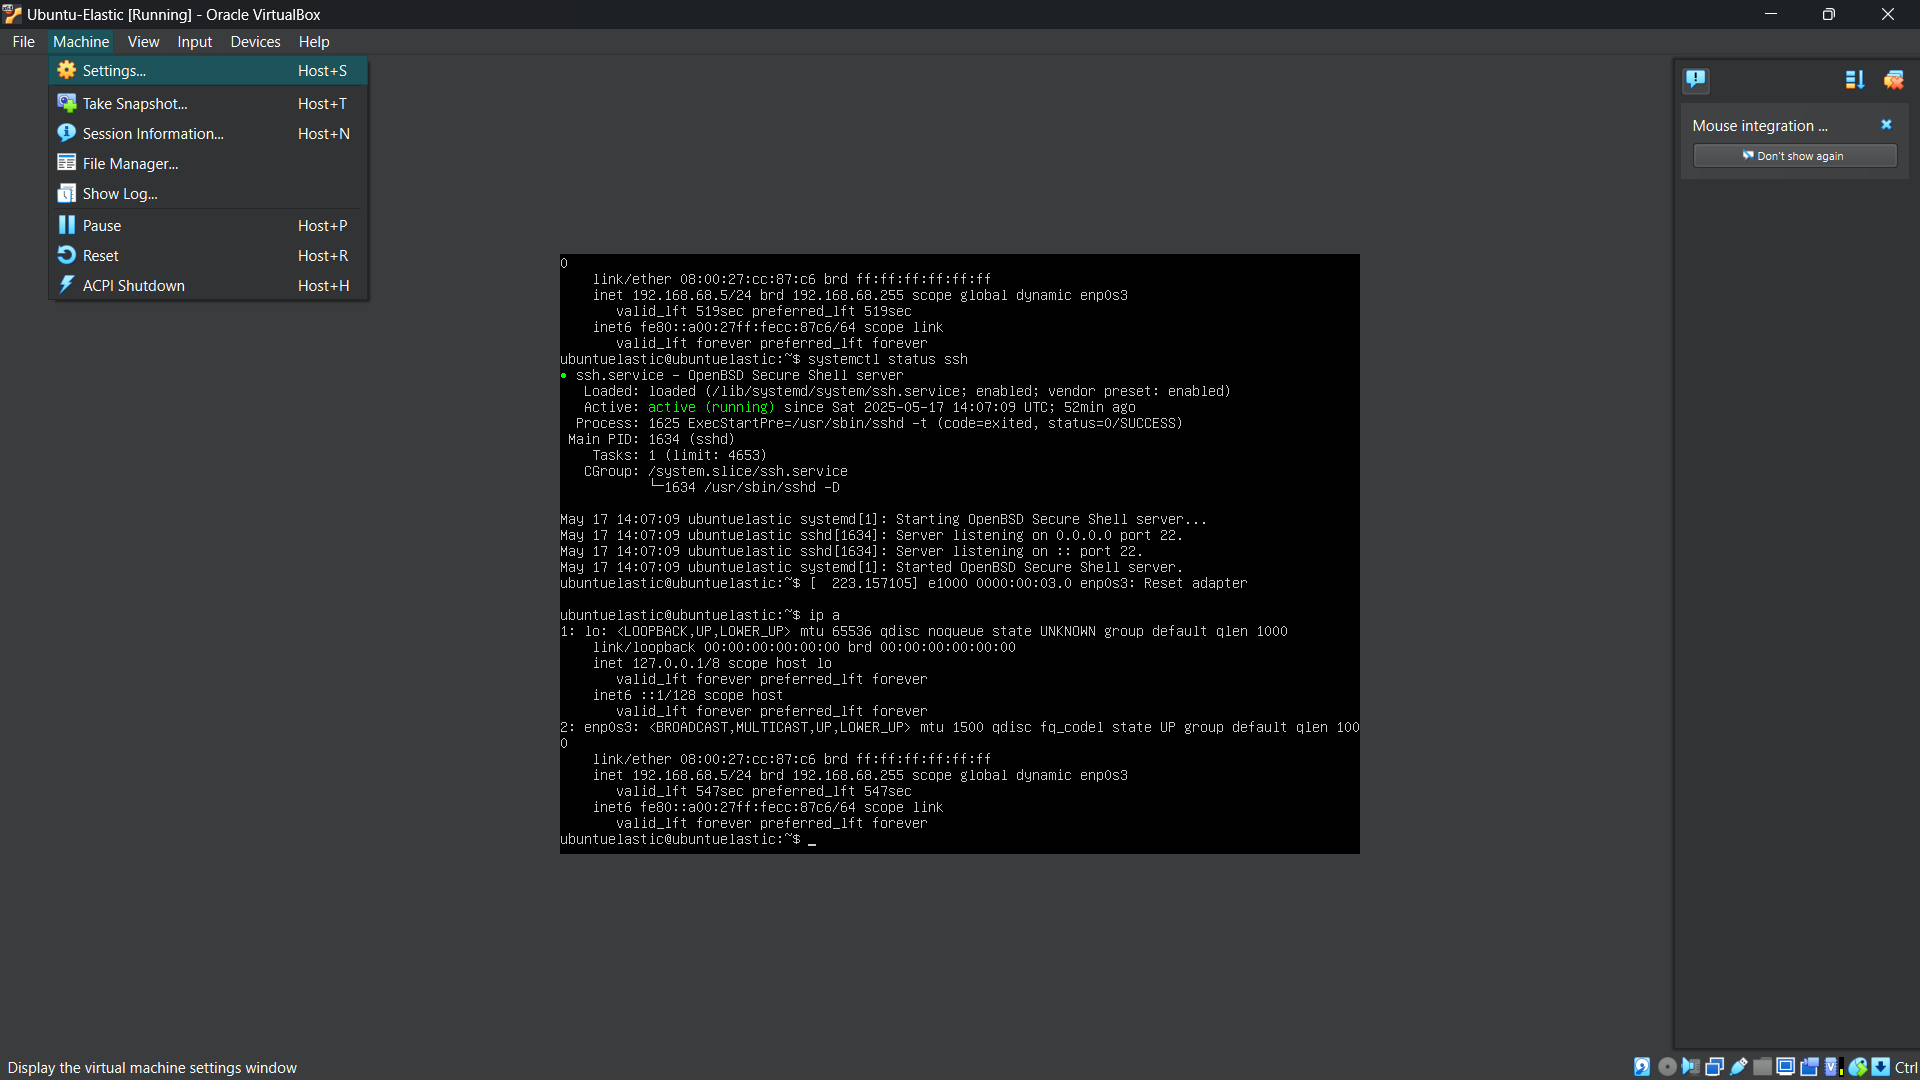 Ubuntu-Elastic [Running] - Oracle VirtualBox
File Machine View Input Devices Help
Settings... Host+S
Take Snapshot... Host+T
Session Information... Host+N
File Manager...
Show Log...
Pause Host+P
Reset Host+R
ACPI Shutdown Host+H
Mouse integration ...
Don't show again
0
link/ether 08:00:27:cc:87:c6 brd ff:ff:ff:ff:ff:ff
inet 192.168.68.5/24 brd 192.168.68.255 scope global dynamic enp0s3
valid_lft 519sec preferred_lft 519sec
inet6 fe80::a00:27ff:fecc:87c6/64 scope link
valid_lft forever preferred_lft forever
ubuntuelastic@ubuntuelastic:~$ systemctl status ssh
● ssh.service - OpenBSD Secure Shell server
Loaded: loaded (/lib/systemd/system/ssh.service; enabled; vendor preset: enabled)
Active: active (running) since Sat 2025-05-17 14:07:09 UTC; 52min ago
Process: 1625 ExecStartPre=/usr/sbin/sshd -t (code=exited, status=0/SUCCESS)
Main PID: 1634 (sshd)
Tasks: 1 (limit: 4653)
CGroup: /system.slice/ssh.service
└─1634 /usr/sbin/sshd -D
May 17 14:07:09 ubuntuelastic systemd[1]: Starting OpenBSD Secure Shell server...
May 17 14:07:09 ubuntuelastic sshd[1634]: Server listening on 0.0.0.0 port 22.
May 17 14:07:09 ubuntuelastic sshd[1634]: Server listening on :: port 22.
May 17 14:07:09 ubuntuelastic systemd[1]: Started OpenBSD Secure Shell server.
ubuntuelastic@ubuntuelastic:~$ [  223.157105] e1000 0000:00:03.0 enp0s3: Reset adapter
ubuntuelastic@ubuntuelastic:~$ ip a
1: lo: <LOOPBACK,UP,LOWER_UP> mtu 65536 qdisc noqueue state UNKNOWN group default qlen 1000
link/loopback 00:00:00:00:00:00 brd 00:00:00:00:00:00
inet 127.0.0.1/8 scope host lo
valid_lft forever preferred_lft forever
inet6 ::1/128 scope host
valid_lft forever preferred_lft forever
2: enp0s3: <BROADCAST,MULTICAST,UP,LOWER_UP> mtu 1500 qdisc fq_codel state UP group default qlen 100
0
link/ether 08:00:27:cc:87:c6 brd ff:ff:ff:ff:ff:ff
inet 192.168.68.5/24 brd 192.168.68.255 scope global dynamic enp0s3
valid_lft 547sec preferred_lft 547sec
inet6 fe80::a00:27ff:fecc:87c6/64 scope link
valid_lft forever preferred_lft forever
ubuntuelastic@ubuntuelastic:~$ _
Display the virtual machine settings window
Ctrl